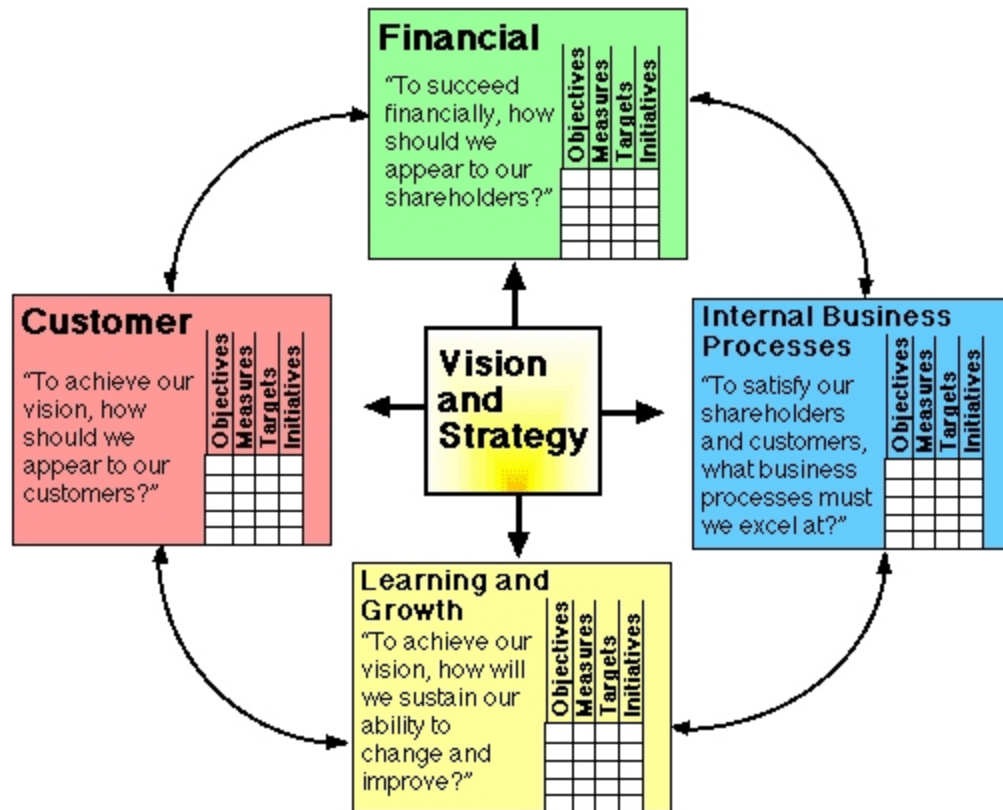 Financial
“To succeed
financially, how
should we
appear to our
shareholders?”
Objectives
Measures
Targets
Initiatives
Customer
“To achieve our
vision, how
should we
appear to our
customers?”
Objectives
Measures
Targets
Initiatives
Vision
and
Strategy
Internal Business
Processes
“To satisfy our
shareholders
and customers,
what business
processes must
we excel at?”
Objectives
Measures
Targets
Initiatives
Learning and
Growth
“To achieve our
vision, how will
we sustain our
ability to
change and
improve?”
Objectives
Measures
Targets
Initiatives